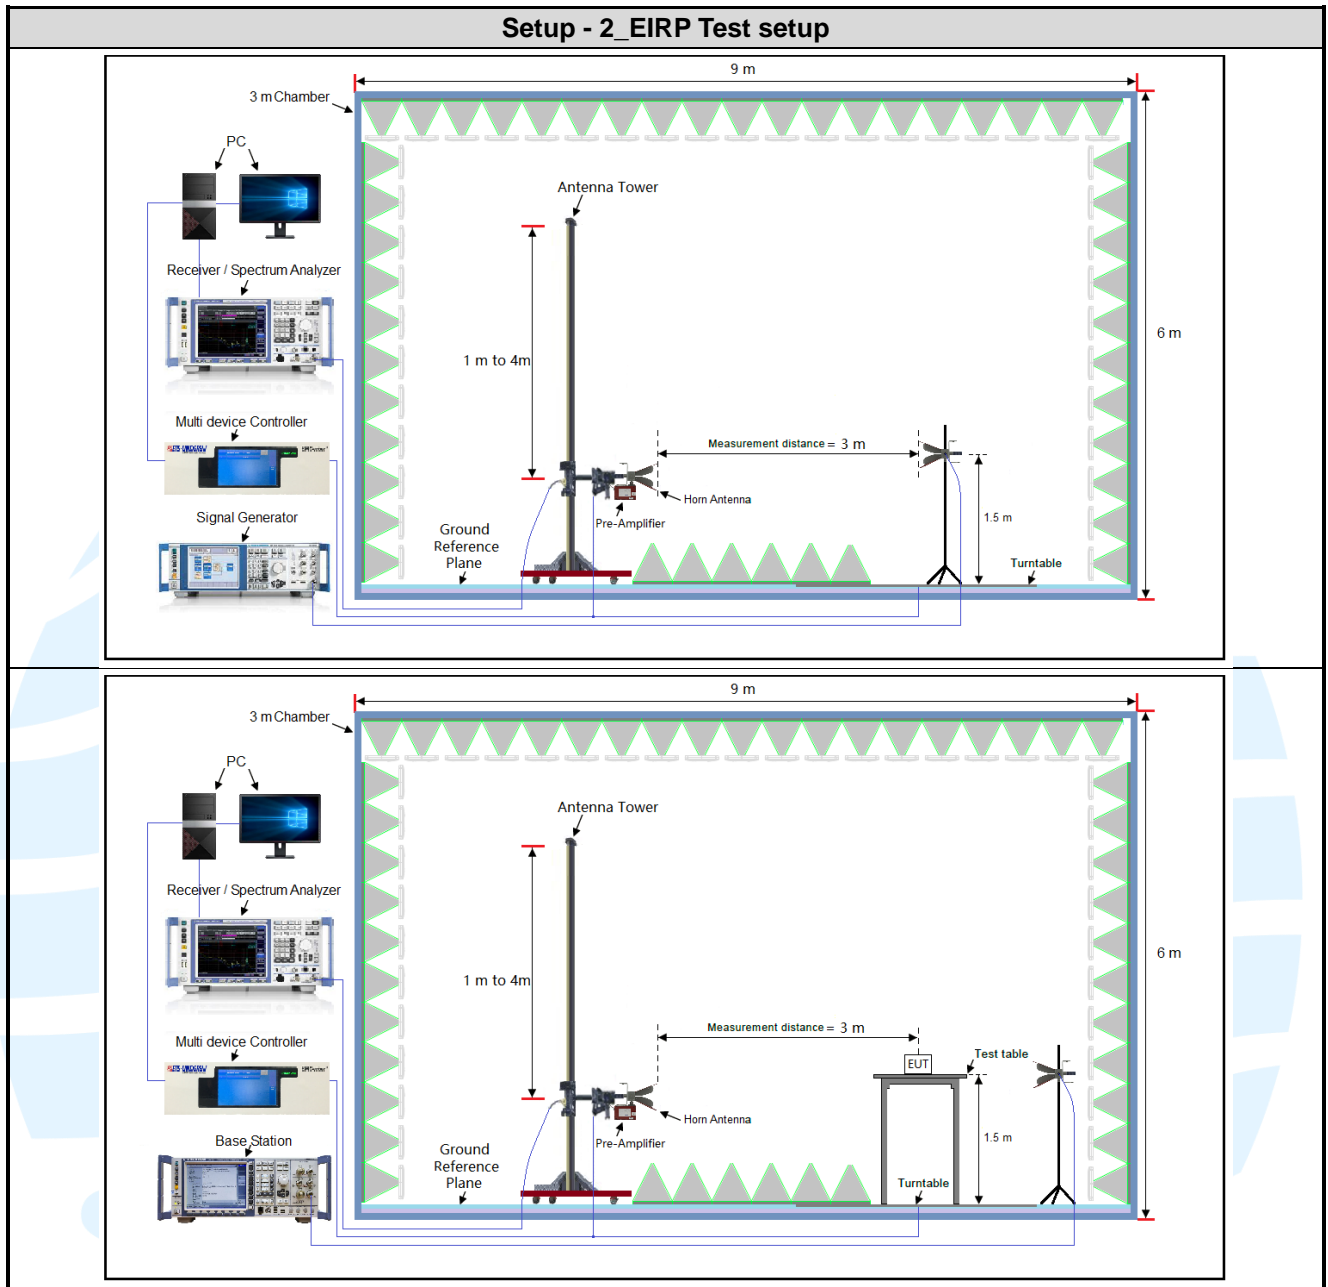 Setup - 2_EIRP Test setup
9 m
3 m Chamber
PC
Antenna Tower
Receiver / Spectrum Analyzer
6 m
1 m to 4m
Multi device Controller
Measurement distance = 3 m
Horn Antenna
Pre-Amplifier
Signal Generator
1.5 m
Ground
Reference
Plane
Turntable
9 m
3 m Chamber
PC
Antenna Tower
Receiver / Spectrum Analyzer
6 m
1 m to 4m
Measurement distance = 3 m
Multi device Controller
EUT
Test table
Horn Antenna
Pre-Amplifier
Base Station
1.5 m
Ground
Reference
Plane
Turntable